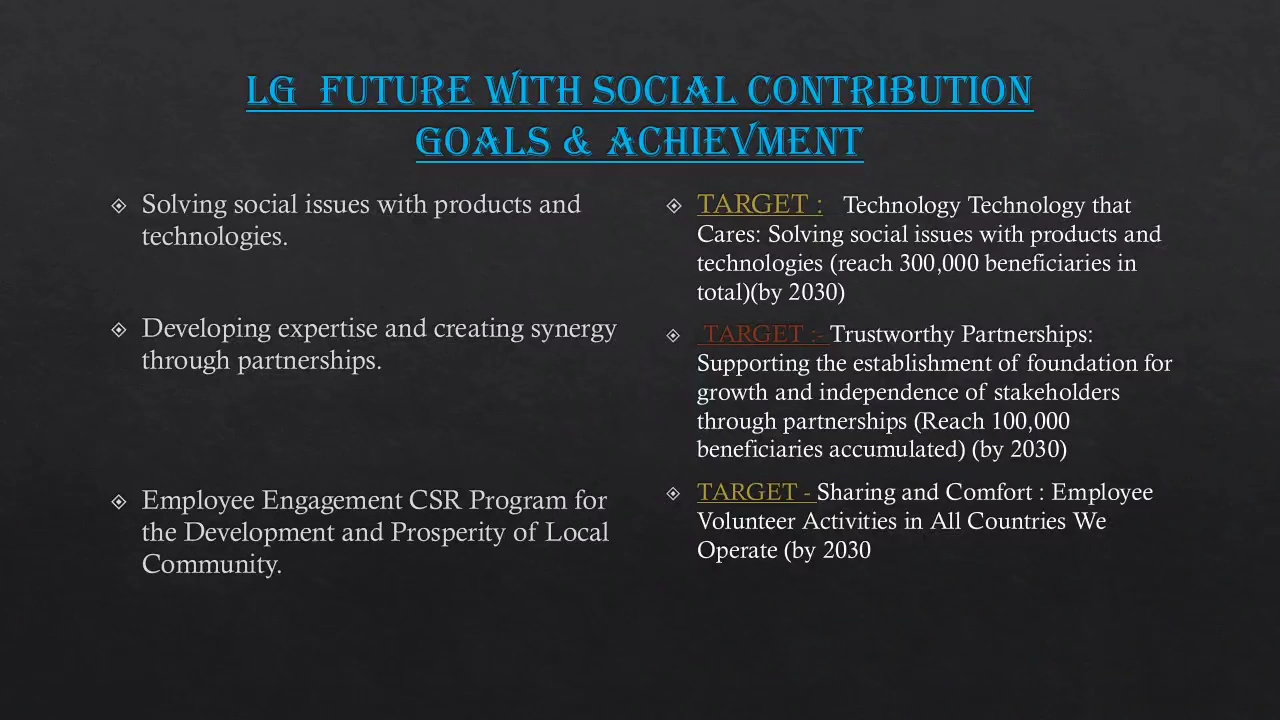 LG FUTURE WITH SOCIAL CONTRIBUTION
GOALS & ACHIEVMENT
Solving social issues with products and
technologies.
Developing expertise and creating synergy
through partnerships.
Employee Engagement CSR Program for
the Development and Prosperity of Local
Community.
TARGET : Technology Technology that
Cares: Solving social issues with products and
technologies (reach 300,000 beneficiaries in
total)(by 2030)
TARGET :- Trustworthy Partnerships:
Supporting the establishment of foundation for
growth and independence of stakeholders
through partnerships (Reach 100,000
beneficiaries accumulated) (by 2030)
TARGET - Sharing and Comfort : Employee
Volunteer Activities in All Countries We
Operate (by 2030